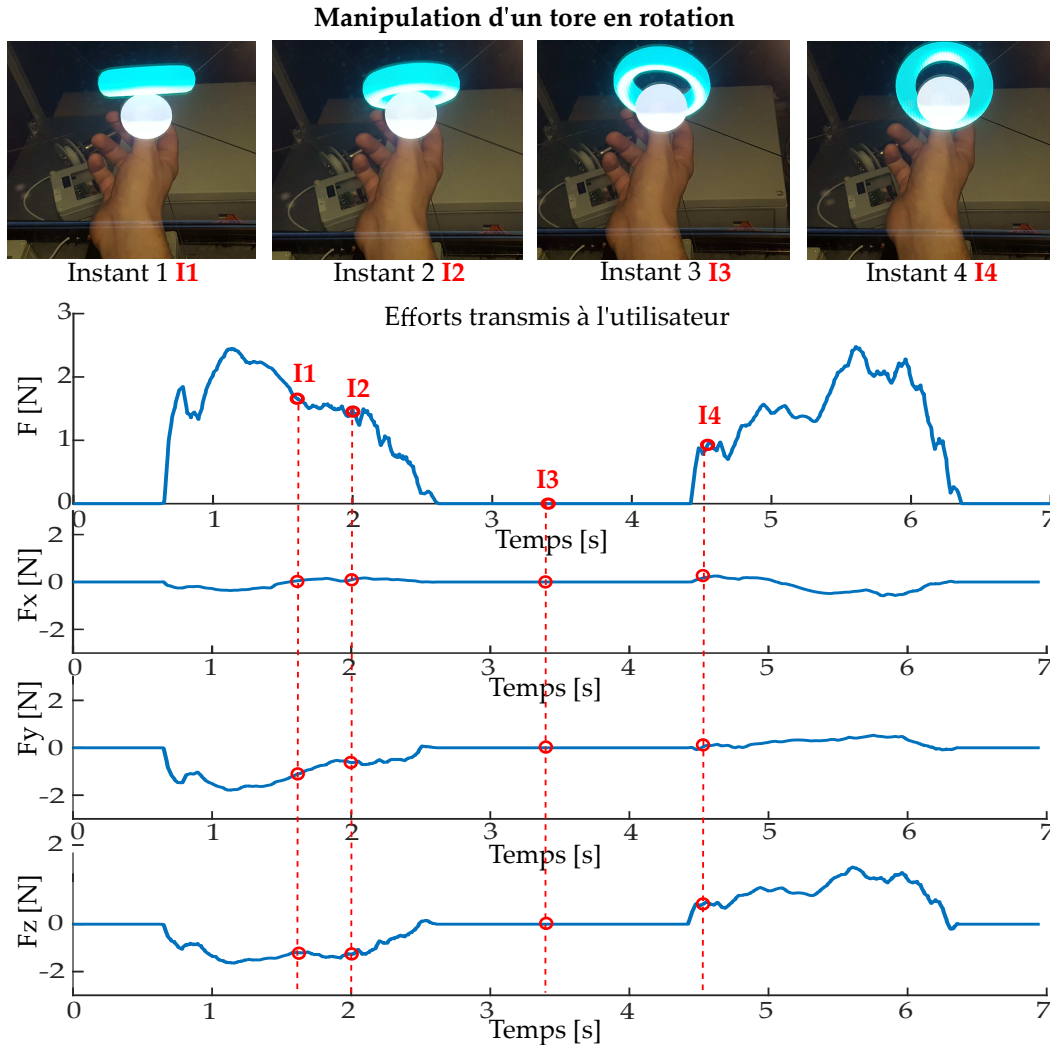 Manipulation d'un tore en rotation
Instant 1 I1
Instant 2 I2
Instant 3 I3
Instant 4 I4
Efforts transmis à l'utilisateur
F [N]
3
2
1
0
I1
I2
I3
I4
0 1 2 3 4 5 6 7
Temps [s]
Fx [N]
2
0
-2
0 1 2 3 4 5 6 7
Temps [s]
Fy [N]
2
0
-2
0 1 2 3 4 5 6 7
Temps [s]
Fz [N]
2
0
-2
0 1 2 3 4 5 6 7
Temps [s]